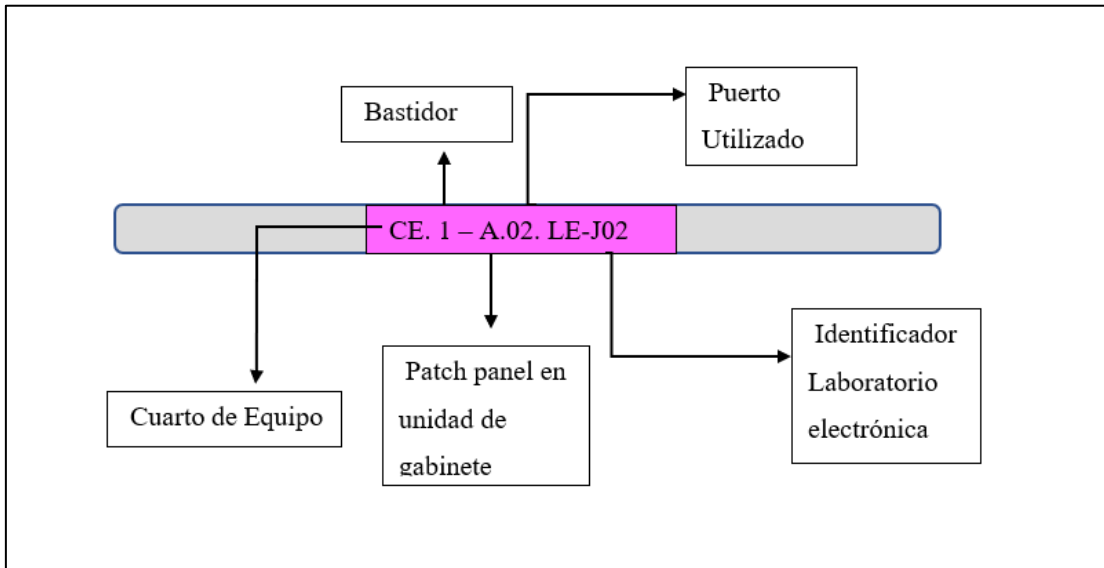 Bastidor
Puerto
Utilizado
CE. 1 – A.02. LE-J02
Cuarto de Equipo
Patch panel en
unidad de
gabinete
Identificador
Laboratorio
electrónica